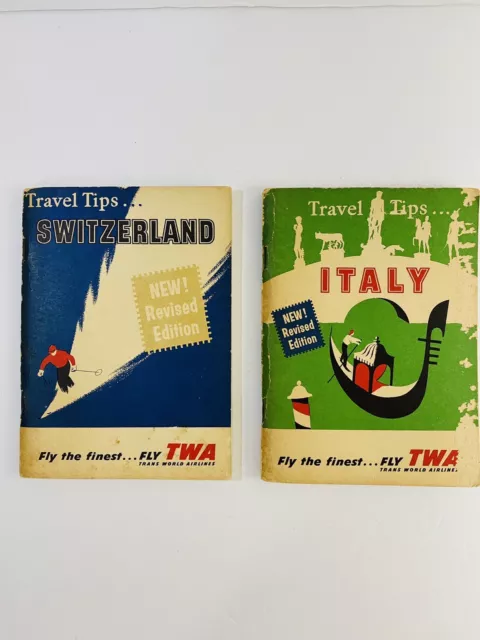 Travel Tips...
SWITZERLAND
NEW!
Revised
Edition
Fly the finest...FLY TWA
TRANS WORLD AIRLINES
Travel Tips...
ITALY
NEW!
Revised
Edition
Fly the finest...FLY TWA
TRANS WORLD AIRLINES